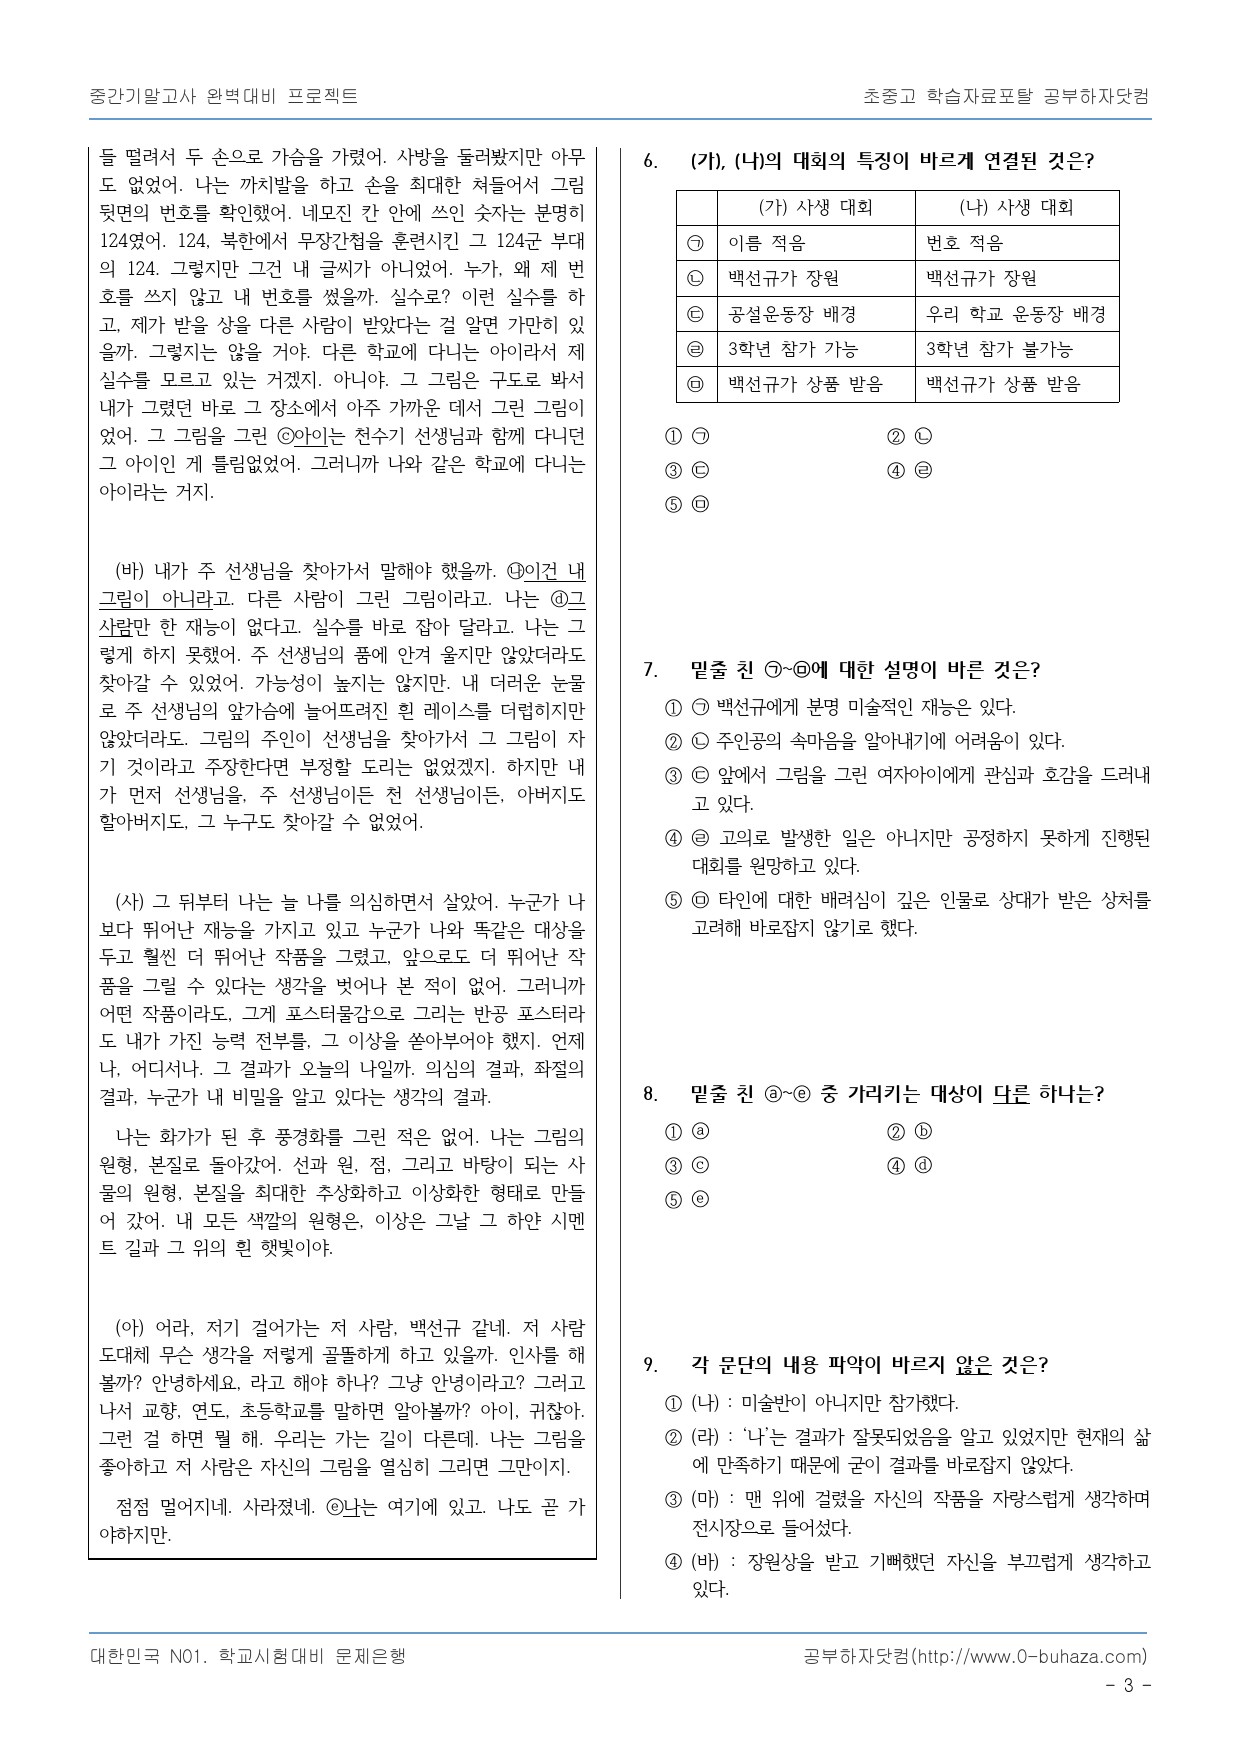 중간기말고사 완벽대비 프로젝트
초중고 학습자료포탈 공부하자닷컴
들 떨려서 두 손으로 가슴을 가렸어. 사방을 둘러봤지만 아무
도 없었어. 나는 까치발을 하고 손을 최대한 쳐들어서 그림
뒷면의 번호를 확인했어. 네모진 칸 안에 쓰인 숫자는 분명히
124였어. 124, 북한에서 무장간첩을 훈련시킨 그 124군 부대
의 124. 그렇지만 그건 내 글씨가 아니었어. 누가, 왜 제 번
호를 쓰지 않고 내 번호를 썼을까. 실수로? 이런 실수를 하
고, 제가 받을 상을 다른 사람이 받았다는 걸 알면 가만히 있
을까. 그렇지는 않을 거야. 다른 학교에 다니는 아이라서 제
실수를 모르고 있는 거겠지. 아니야. 그 그림은 구도로 봐서
내가 그렸던 바로 그 장소에서 아주 가까운 데서 그린 그림이
었어. 그 그림을 그린 ⓒ아이는 천수기 선생님과 함께 다니던
그 아이인 게 틀림없었어. 그러니까 나와 같은 학교에 다니는
아이라는 거지.
(바) 내가 주 선생님을 찾아가서 말해야 했을까. ㉯이건 내
그림이 아니라고. 다른 사람이 그린 그림이라고. 나는 ⓓ그
사람만 한 재능이 없다고. 실수를 바로 잡아 달라고. 나는 그
렇게 하지 못했어. 주 선생님의 품에 안겨 울지만 않았더라도
찾아갈 수 있었어. 가능성이 높지는 않지만. 내 더러운 눈물
로 주 선생님의 앞가슴에 늘어뜨려진 흰 레이스를 더럽히지만
않았더라도. 그림의 주인이 선생님을 찾아가서 그 그림이 자
기 것이라고 주장한다면 부정할 도리는 없었겠지. 하지만 내
가 먼저 선생님을, 주 선생님이든 천 선생님이든, 아버지도
할아버지도, 그 누구도 찾아갈 수 없었어.
(사) 그 뒤부터 나는 늘 나를 의심하면서 살았어. 누군가 나
보다 뛰어난 재능을 가지고 있고 누군가 나와 똑같은 대상을
두고 훨씬 더 뛰어난 작품을 그렸고, 앞으로도 더 뛰어난 작
품을 그릴 수 있다는 생각을 벗어나 본 적이 없어. 그러니까
어떤 작품이라도, 그게 포스터물감으로 그리는 반공 포스터라
도 내가 가진 능력 전부를, 그 이상을 쏟아부어야 했지. 언제
나, 어디서나. 그 결과가 오늘의 나일까. 의심의 결과, 좌절의
결과, 누군가 내 비밀을 알고 있다는 생각의 결과.
나는 화가가 된 후 풍경화를 그린 적은 없어. 나는 그림의
원형, 본질로 돌아갔어. 선과 원, 점, 그리고 바탕이 되는 사
물의 원형, 본질을 최대한 추상화하고 이상화한 형태로 만들
어 갔어. 내 모든 색깔의 원형은, 이상은 그날 그 하얀 시멘
트 길과 그 위의 흰 햇빛이야.
(아) 어라, 저기 걸어가는 저 사람, 백선규 같네. 저 사람
도대체 무슨 생각을 저렇게 골똘하게 하고 있을까. 인사를 해
볼까? 안녕하세요, 라고 해야 하나? 그냥 안녕이라고? 그러고
나서 교향, 연도, 초등학교를 말하면 알아볼까? 아이, 귀찮아.
그런 걸 하면 뭘 해. 우리는 가는 길이 다른데. 나는 그림을
좋아하고 저 사람은 자신의 그림을 열심히 그리면 그만이지.
점점 멀어지네. 사라졌네. ⓔ나는 여기에 있고. 나도 곧 가
야하지만.
6. (가), (나)의 대회의 특징이 바르게 연결된 것은?
(가) 사생 대회 (나) 사생 대회
㉠ 이름 적음 번호 적음
㉡ 백선규가 장원 백선규가 장원
㉢ 공설운동장 배경 우리 학교 운동장 배경
㉣ 3학년 참가 가능 3학년 참가 불가능
㉤ 백선규가 상품 받음 백선규가 상품 받음
① ㉠ ② ㉡
③ ㉢ ④ ㉣
⑤ ㉤
7. 밑줄 친 ㉠~㉤에 대한 설명이 바른 것은?
① ㉠ 백선규에게 분명 미술적인 재능은 있다.
② ㉡ 주인공의 속마음을 알아내기에 어려움이 있다.
③ ㉢ 앞에서 그림을 그린 여자아이에게 관심과 호감을 드러내
고 있다.
④ ㉣ 고의로 발생한 일은 아니지만 공정하지 못하게 진행된
대회를 원망하고 있다.
⑤ ㉤ 타인에 대한 배려심이 깊은 인물로 상대가 받은 상처를
고려해 바로잡지 않기로 했다.
8. 밑줄 친 ⓐ~ⓔ 중 가리키는 대상이 다른 하나는?
① ⓐ ② ⓑ
③ ⓒ ④ ⓓ
⑤ ⓔ
9. 각 문단의 내용 파악이 바르지 않은 것은?
① (나) : 미술반이 아니지만 참가했다.
② (라) : ‘나’는 결과가 잘못되었음을 알고 있었지만 현재의 삶
에 만족하기 때문에 굳이 결과를 바로잡지 않았다.
③ (마) : 맨 위에 걸렸을 자신의 작품을 자랑스럽게 생각하며
전시장으로 들어섰다.
④ (바) : 장원상을 받고 기뻐했던 자신을 부끄럽게 생각하고
있다.
대한민국 N01. 학교시험대비 문제은행
공부하자닷컴(http://www.0-buhaza.com)
- 3 -